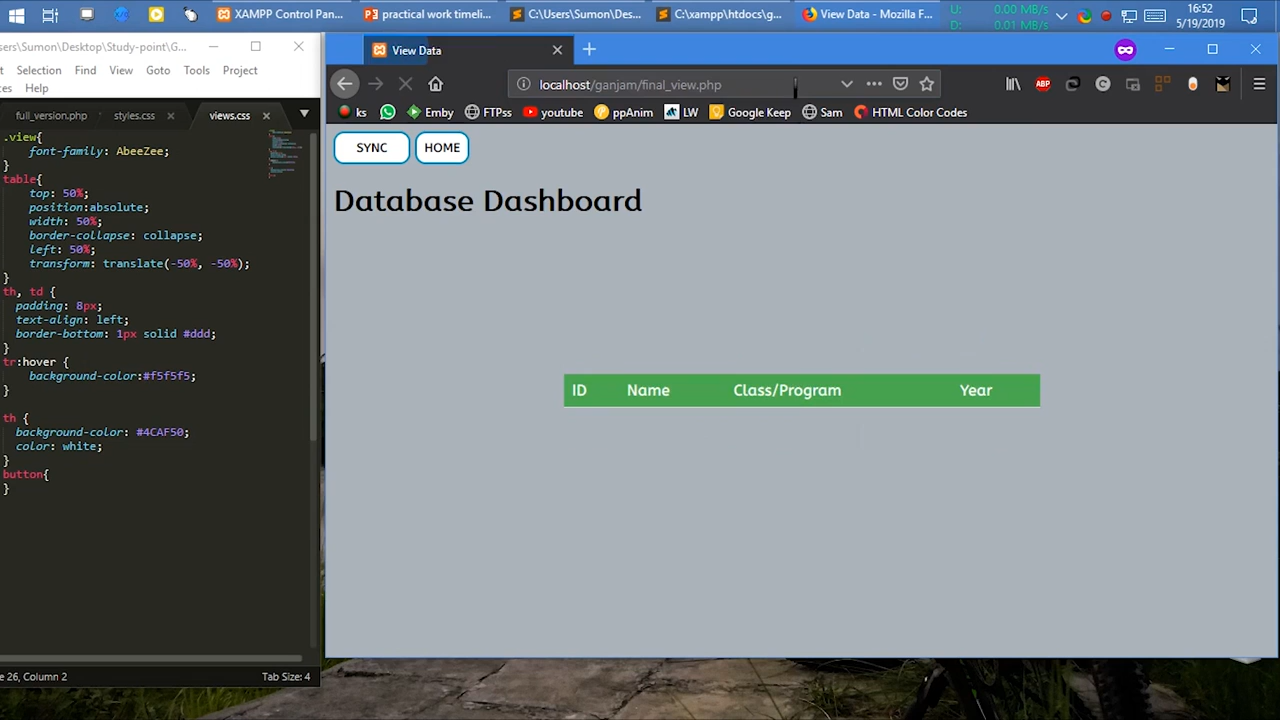 XAMPP Control Pan...
practical work timeli...
C:\Users\Sumon\Des...
C:\xampp\htdocs\g...
View Data - Mozilla F...
U: 0.00 MB/s
D: 0.01 MB/s
16:52
5/19/2019
sers\Sumon\Desktop\Study-point\G...
Selection Find View Goto Tools Project
es Help
full_version.php
styles.css
views.css
.view{
font-family: AbeeZee;
}
table{
top: 50%;
position:absolute;
width: 50%;
border-collapse: collapse;
left: 50%;
transform: translate(-50%, -50%);
}
th, td {
padding: 8px;
text-align: left;
border-bottom: 1px solid #ddd;
}
tr:hover {
background-color:#f5f5f5;
}
th {
background-color: #4CAF50;
color: white;
}
button{
}
e 26, Column 2
Tab Size: 4
View Data
localhost/ganjam/final_view.php
ABP
ks
Emby
FTPss
youtube
ppAnim
LW
Google Keep
Sam
HTML Color Codes
SYNC
HOME
Database Dashboard
ID Name Class/Program Year